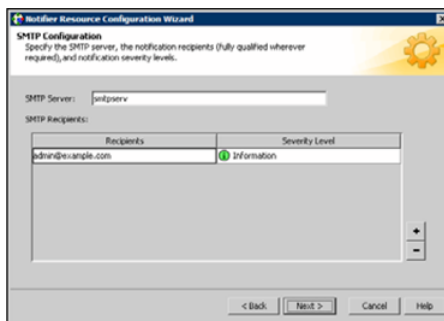 Notifier Resource Configuration Wizard
SMTP Configuration
Specify the SMTP server, the notification recipients (fully qualified wherever
required),and notification severity levels.
SMTP Server: smtpserv
SMTP Recipients:
Recipients Severity Level
admin@example.com Information
+
-
< Back Next > Cancel Help